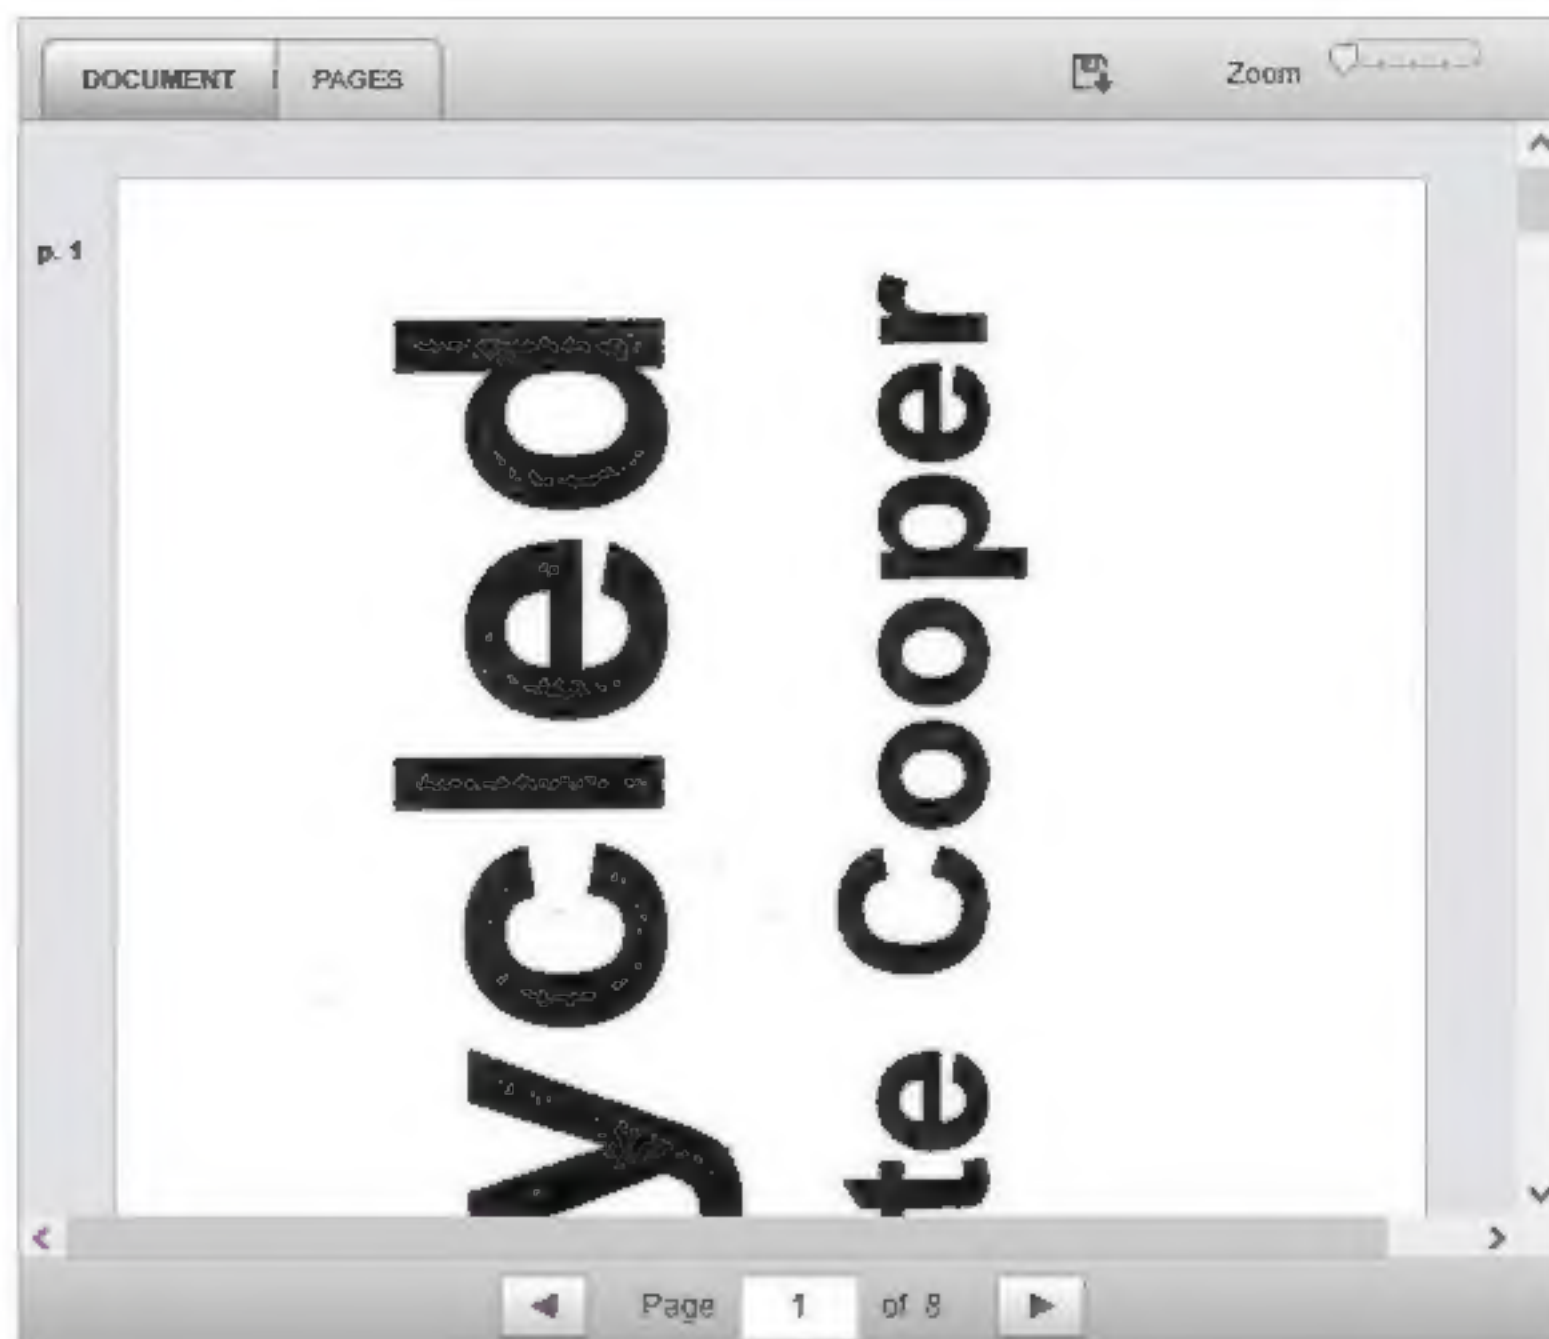 DOCUMENT PAGES Zoom
p. 1
ycled
te Cooper
Page 1 of 8